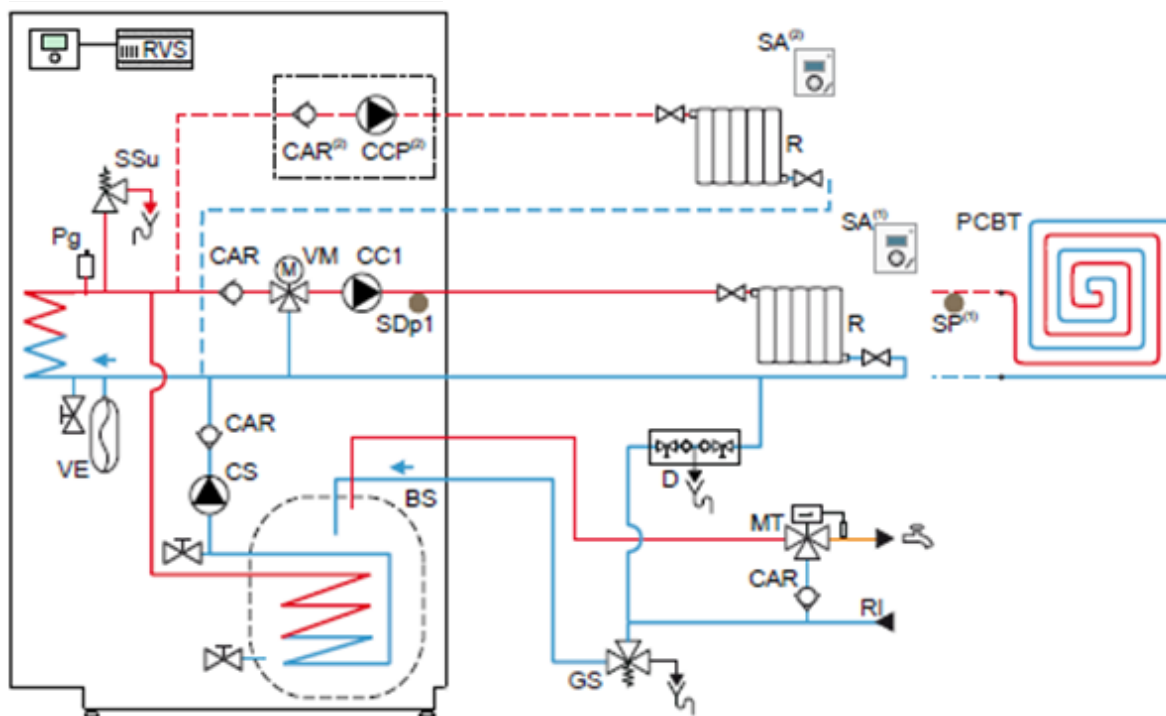 RVS
SA(2)
CAR(2)
CCP(2)
R
SSu
SA(1)
PCBT
Pg
CAR
VM
CC1
SDp1
R
SP(1)
CAR
VE
CS
BS
D
MT
CAR
RI
GS
M